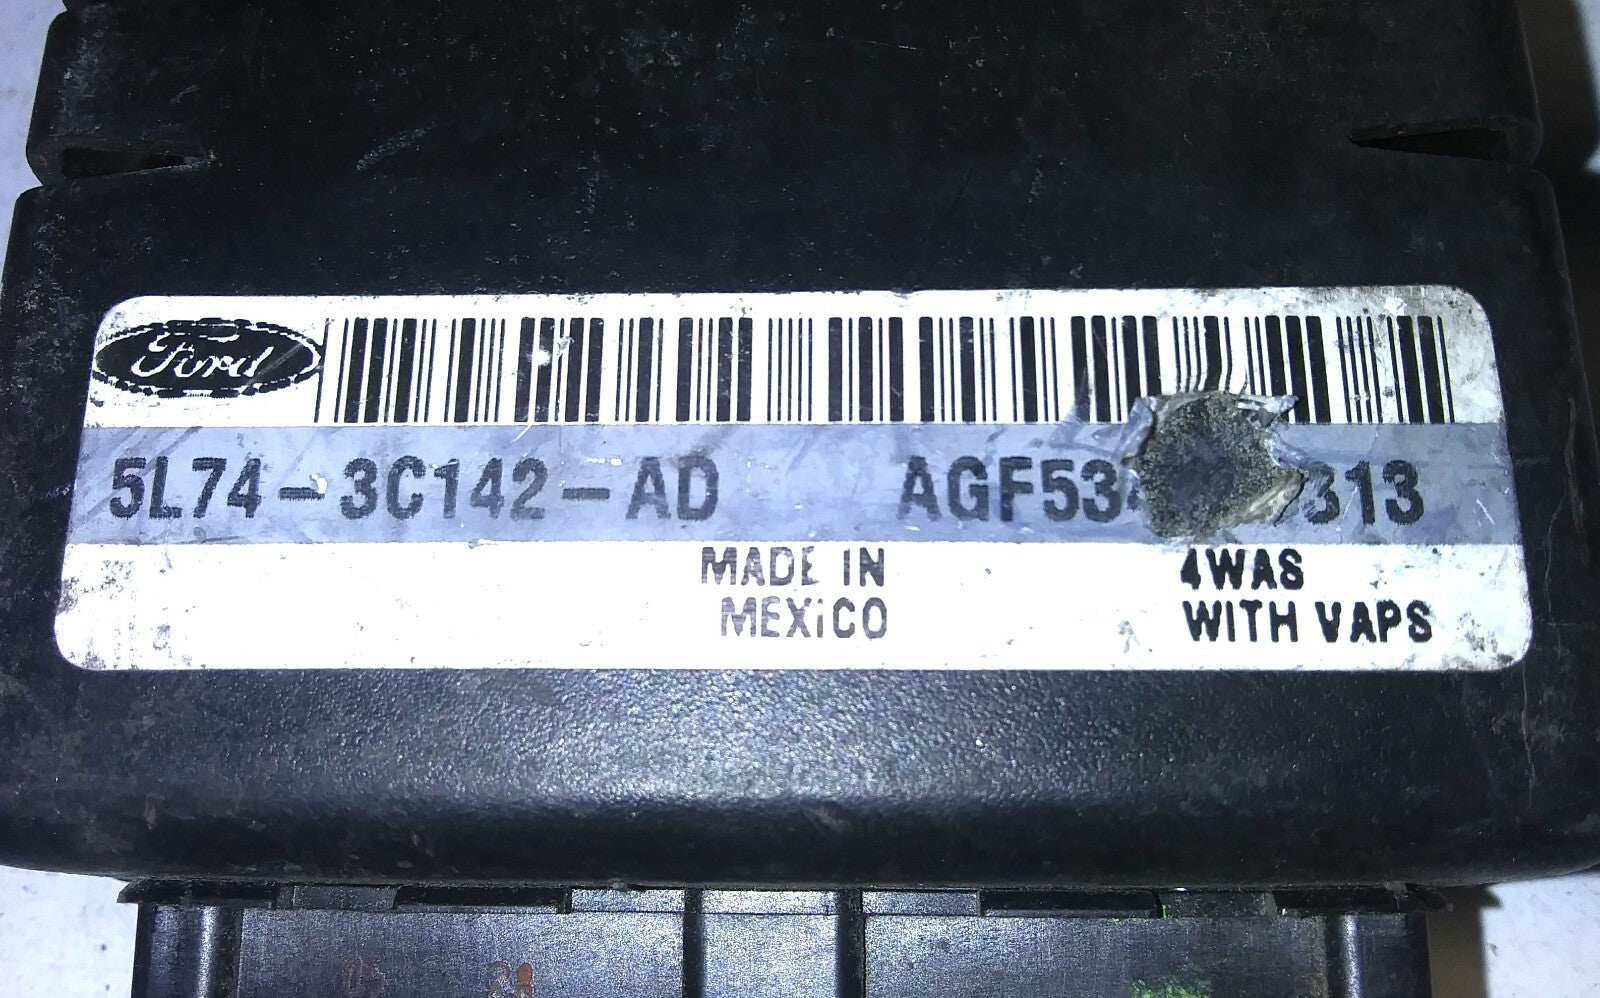 Ford
5L74-3C142-AD
MADE IN
MEXiCO
4WAS
WITH VAPS